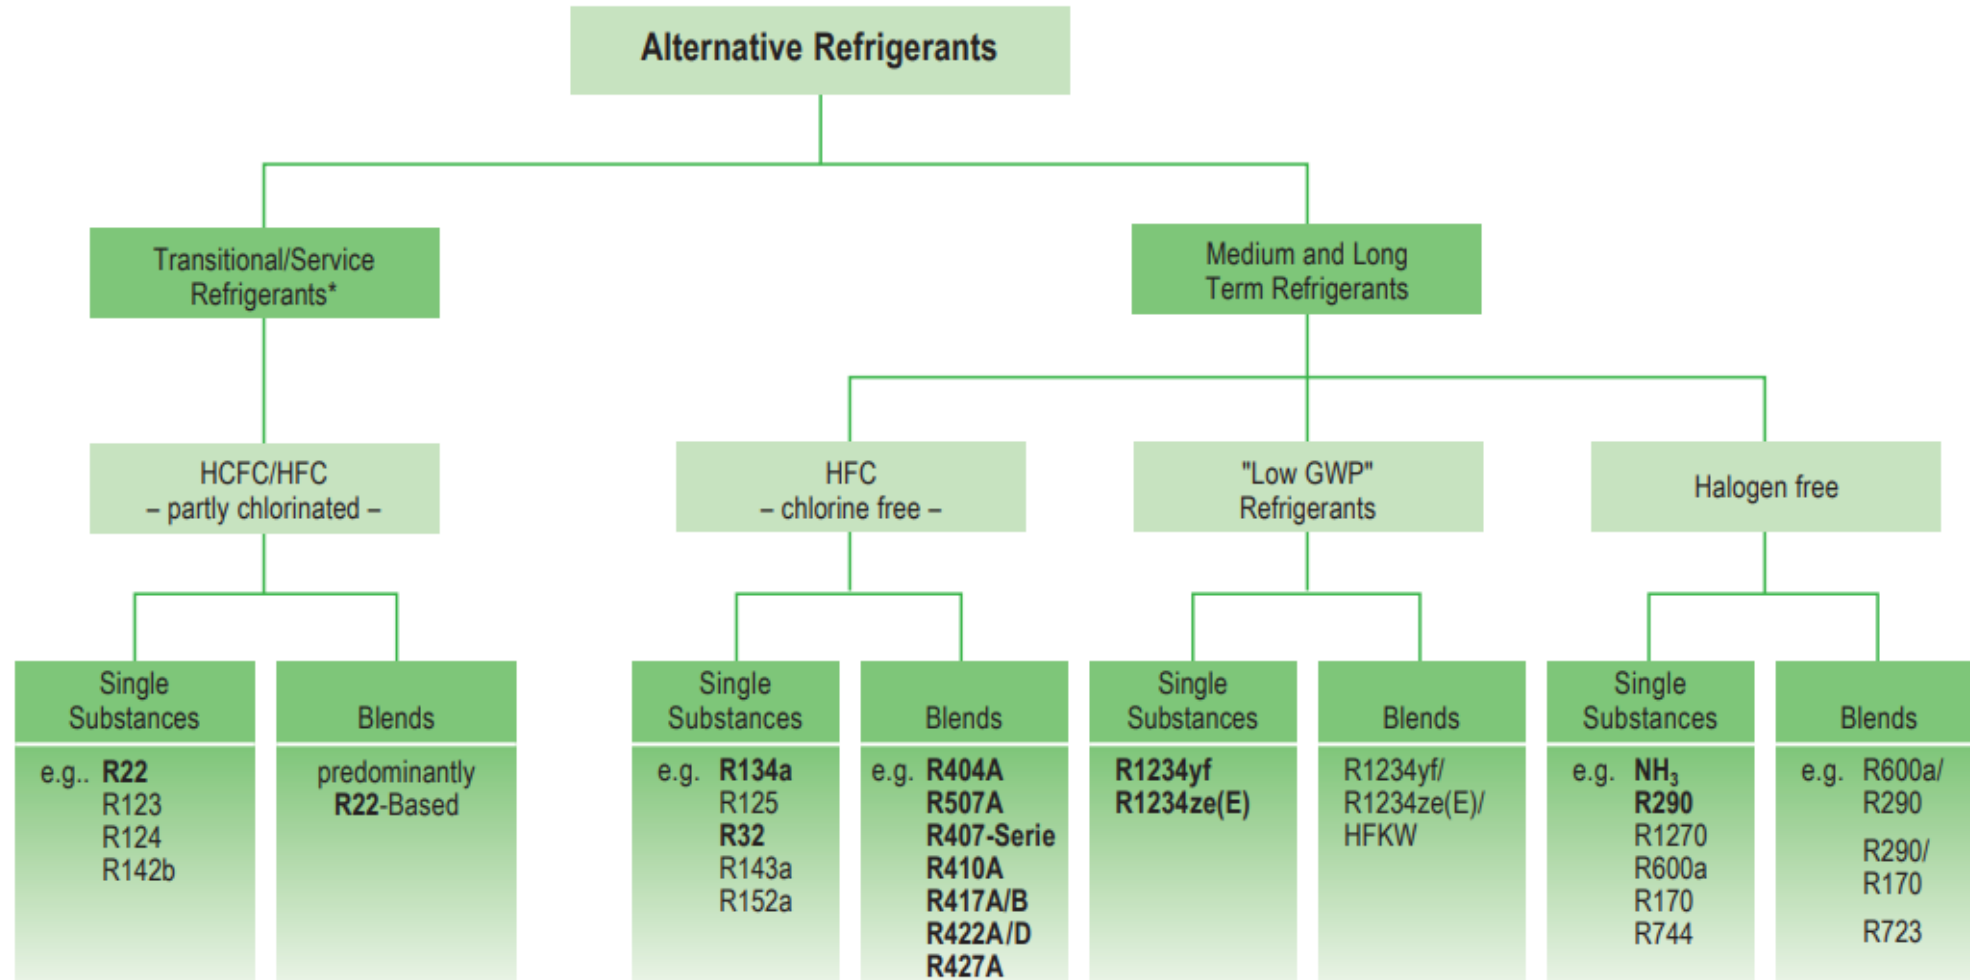 Alternative Refrigerants
Transitional/Service
Refrigerants*
Medium and Long
Term Refrigerants
HCFC/HFC
– partly chlorinated –
HFC
– chlorine free –
"Low GWP"
Refrigerants
Halogen free
Single
Substances
Blends
Single
Substances
Blends
Single
Substances
Blends
Single
Substances
Blends
e.g.. R22
R123
R124
R142b
predominantly
R22-Based
e.g. R134a
R125
R32
R143a
R152a
e.g. R404A
R507A
R407-Serie
R410A
R417A/B
R422A/D
R427A
R1234yf
R1234ze(E)
R1234yf/
R1234ze(E)/
HFKW
e.g. NH₃
R290
R1270
R600a
R170
R744
e.g. R600a/
R290
R290/
R170
R723